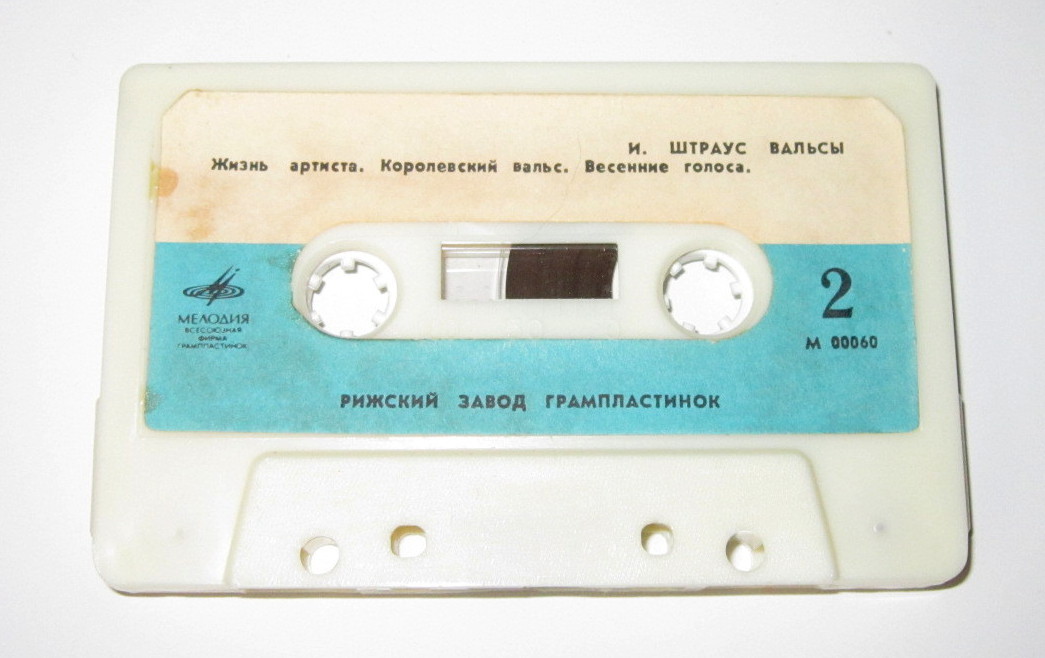 И. ШТРАУС ВАЛЬСЫ
Жизнь артиста. Королевский вальс. Весенние голоса.
МЕЛОДИЯ
ВСЕСОЮЗНАЯ
ФИРМА
ГРАМПЛАСТИНОК
2
М 00060
РИЖСКИЙ ЗАВОД ГРАМПЛАСТИНОК